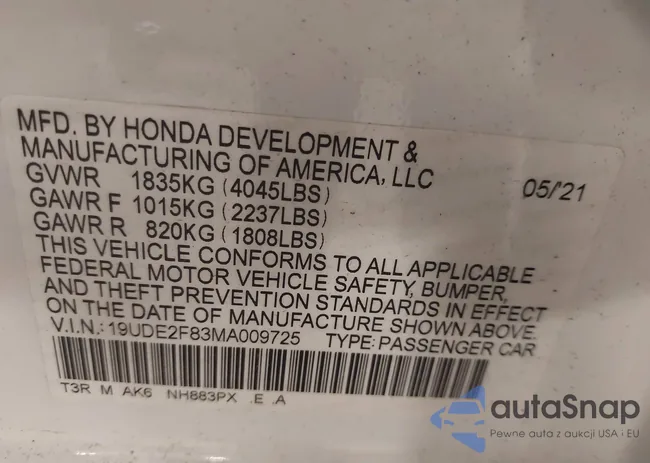 MFD. BY HONDA DEVELOPMENT &
MANUFACTURING OF AMERICA, LLC
GVWR 1835KG (4045LBS) 05/'21
GAWR F 1015KG (2237LBS)
GAWR R 820KG (1808LBS)
THIS VEHICLE CONFORMS TO ALL APPLICABLE
FEDERAL MOTOR VEHICLE SAFETY, BUMPER,
AND THEFT PREVENTION STANDARDS IN EFFECT
ON THE DATE OF MANUFACTURE SHOWN ABOVE.
V.I.N.: 19UDE2F83MA009725 TYPE: PASSENGER CAR
T3R M AK6 NH883PX .E .A
autaSnap
Pewne auta z aukcji USA i EU